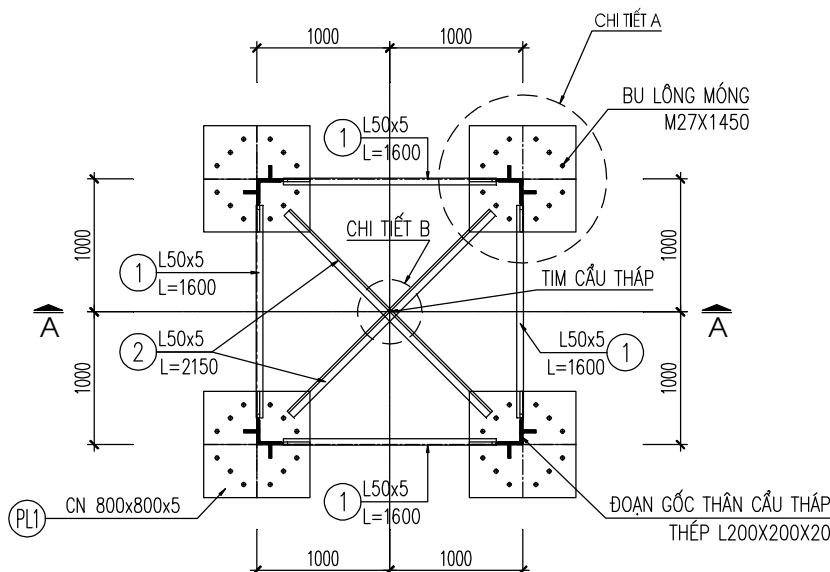 CHI TIẾT A
1000
1000
BU LÔNG MÓNG
M27X1450
1
L50x5
L=1600
CHI TIẾT B
1000
1000
1
L50x5
L=1600
TIM CẨU THÁP
A
A
2
L50x5
L=2150
L50x5
L=1600
1
1000
1000
PL1
CN 800x800x5
1
L50x5
L=1600
ĐOẠN GỐC THÂN CẨU THÁP
THÉP L200X200X20
1000
1000